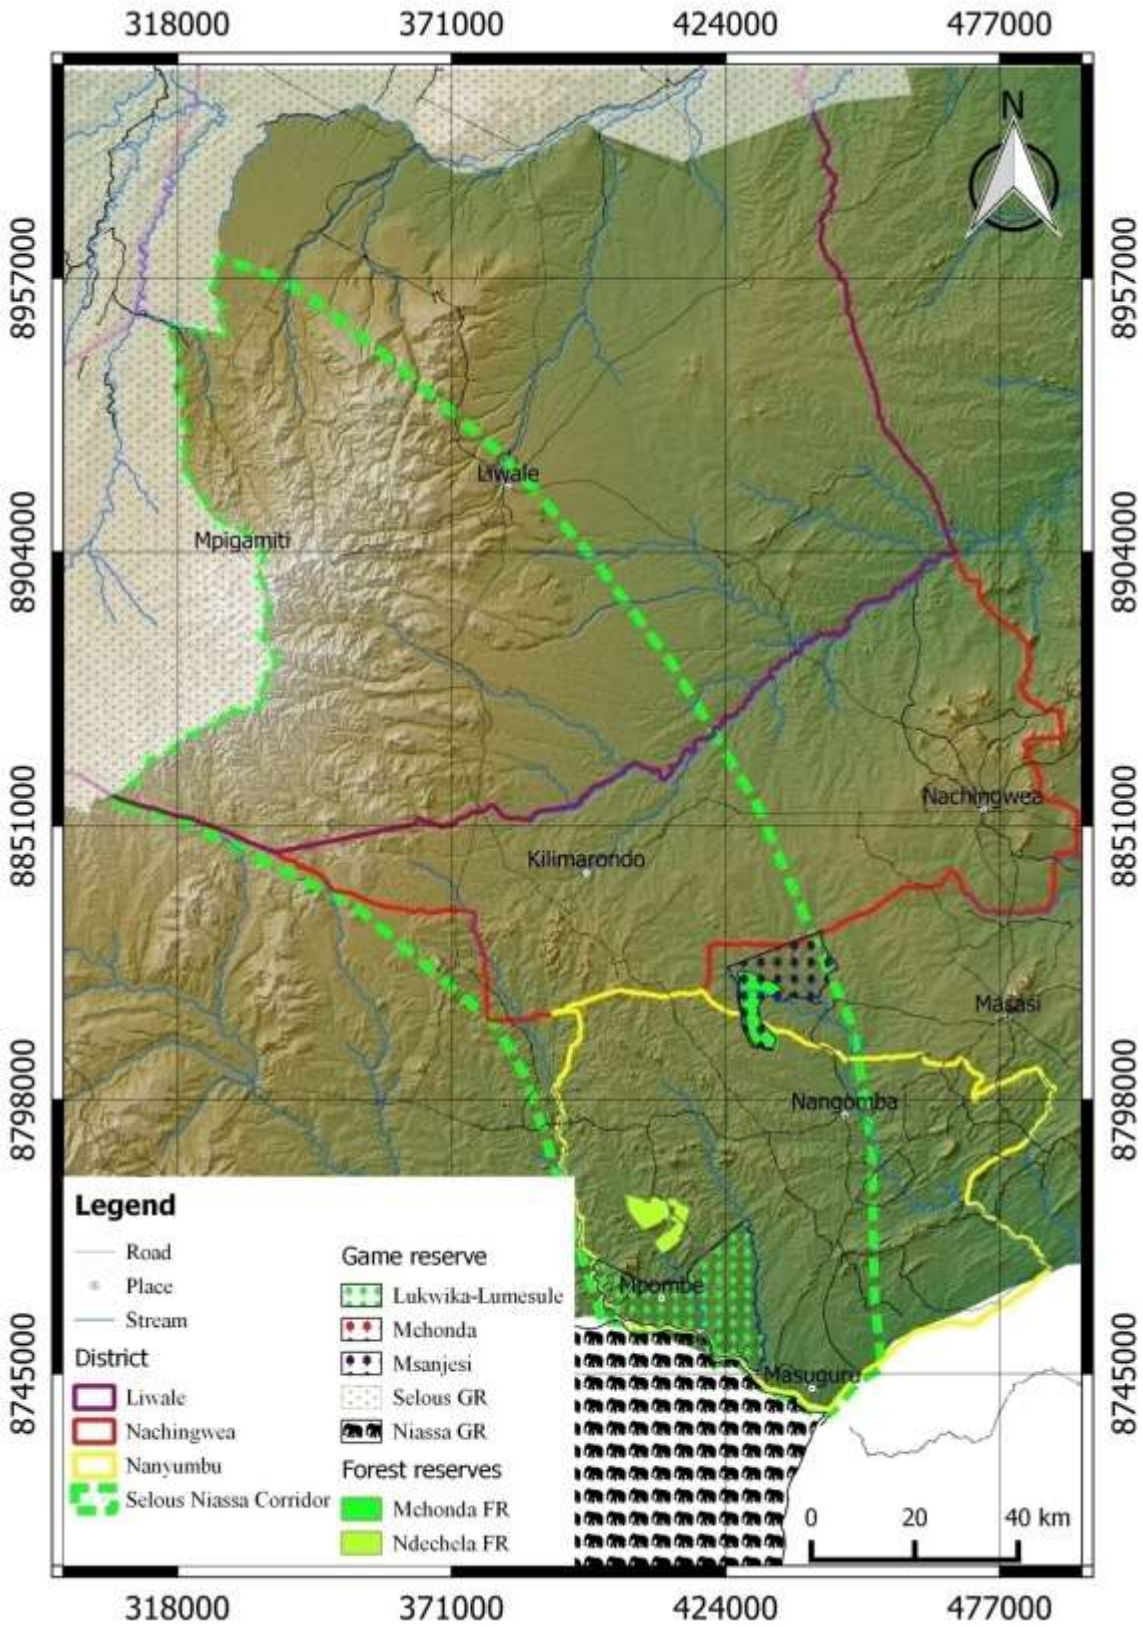 318000 371000 424000 477000
N
8957000 8957000
Liwale
Mpigamiti
8904000 8904000
Nachingwea
8851000 8851000
Kilimarondo
Masasi
Nangomba
8798000 8798000
Mpombe
Masuguru
8745000 8745000
Legend
Road
Place
Stream
District
Liwale
Nachingwea
Nanyumbu
Selous Niassa Corridor
Game reserve
Lukwika-Lumesule
Mchonda
Msanjesi
Selous GR
Niassa GR
Forest reserves
Mchonda FR
Ndechela FR
0 20 40 km
318000 371000 424000 477000